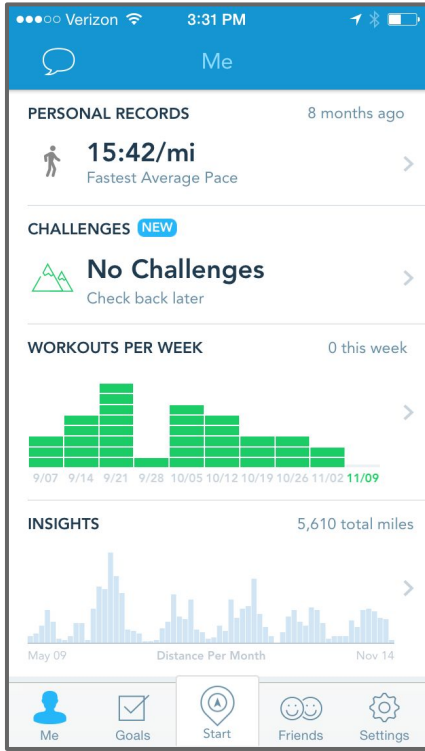 Verizon 3:31 PM
Me
PERSONAL RECORDS 8 months ago
15:42/mi
Fastest Average Pace
CHALLENGES NEW
No Challenges
Check back later
WORKOUTS PER WEEK 0 this week
9/07 9/14 9/21 9/28 10/05 10/12 10/19 10/26 11/02 11/09
INSIGHTS 5,610 total miles
May 09 Distance Per Month Nov 14
Me Goals Start Friends Settings